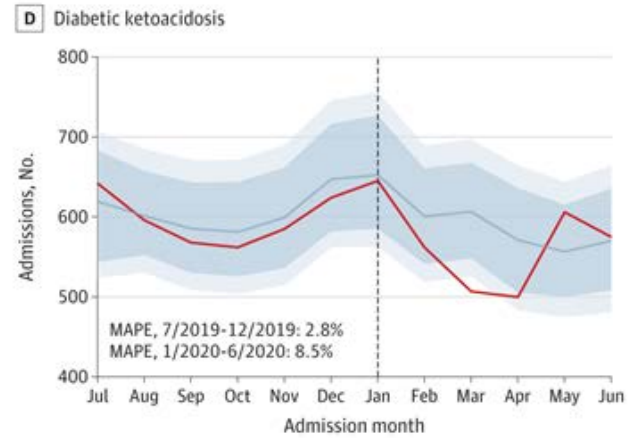 D Diabetic ketoacidosis
800
700
600
500
400
Admissions, No.
MAPE, 7/2019-12/2019: 2.8%
MAPE, 1/2020-6/2020: 8.5%
Jul Aug Sep Oct Nov Dec Jan Feb Mar Apr May Jun
Admission month